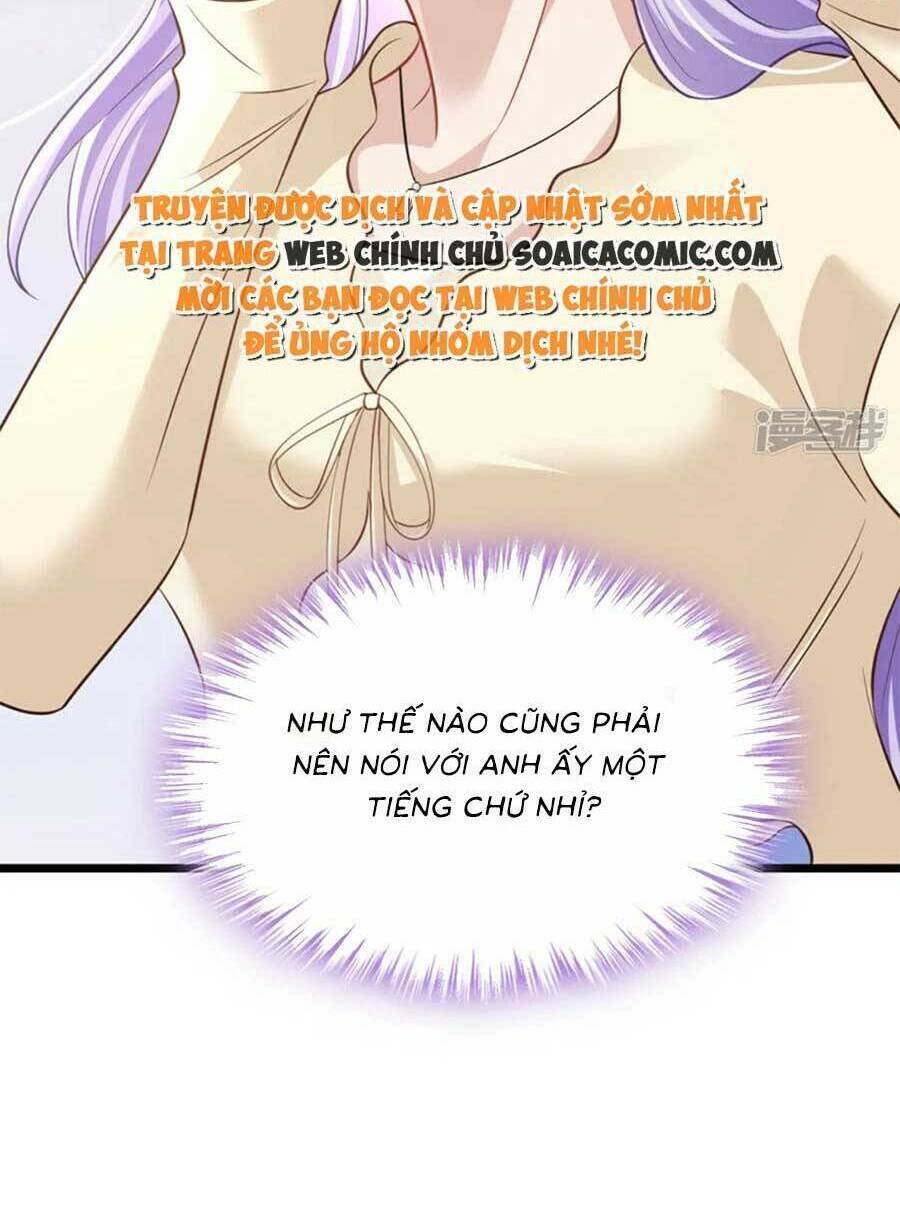 TRUYỆN ĐƯỢC DỊCH VÀ CẬP NHẬT SỚM NHẤT
TẠI TRANG WEB CHÍNH CHỦ SOAICACOMIC.COM
MỜI CÁC BẠN ĐỌC TẠI WEB CHÍNH CHỦ
ĐỂ ỦNG HỘ NHÓM DỊCH NHÉ!
漫客栈
NHƯ THẾ NÀO CŨNG PHẢI
NÊN NÓI VỚI ANH ẤY MỘT
TIẾNG CHỨ NHỈ?